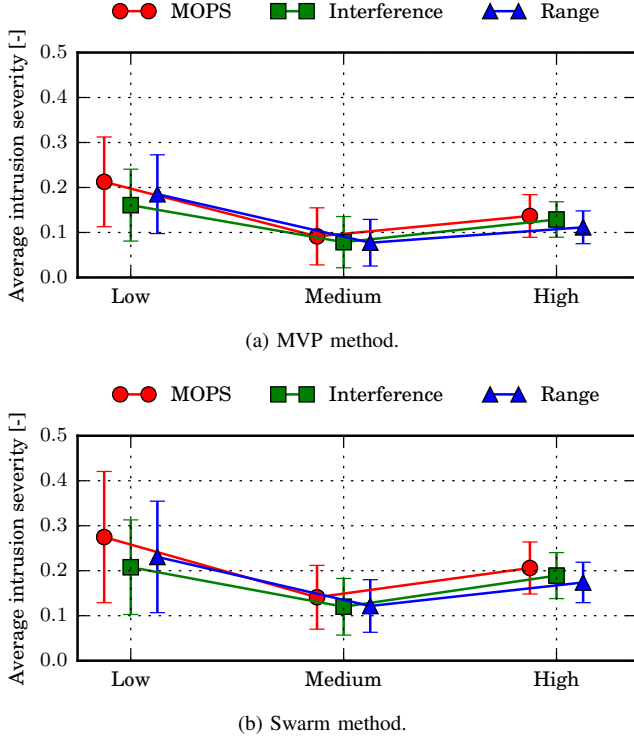 MOPS Interference Range
Average intrusion severity [-]
0.5
0.4
0.3
0.2
0.1
0.0
Low Medium High
(a) MVP method.
MOPS Interference Range
Average intrusion severity [-]
0.5
0.4
0.3
0.2
0.1
0.0
Low Medium High
(b) Swarm method.